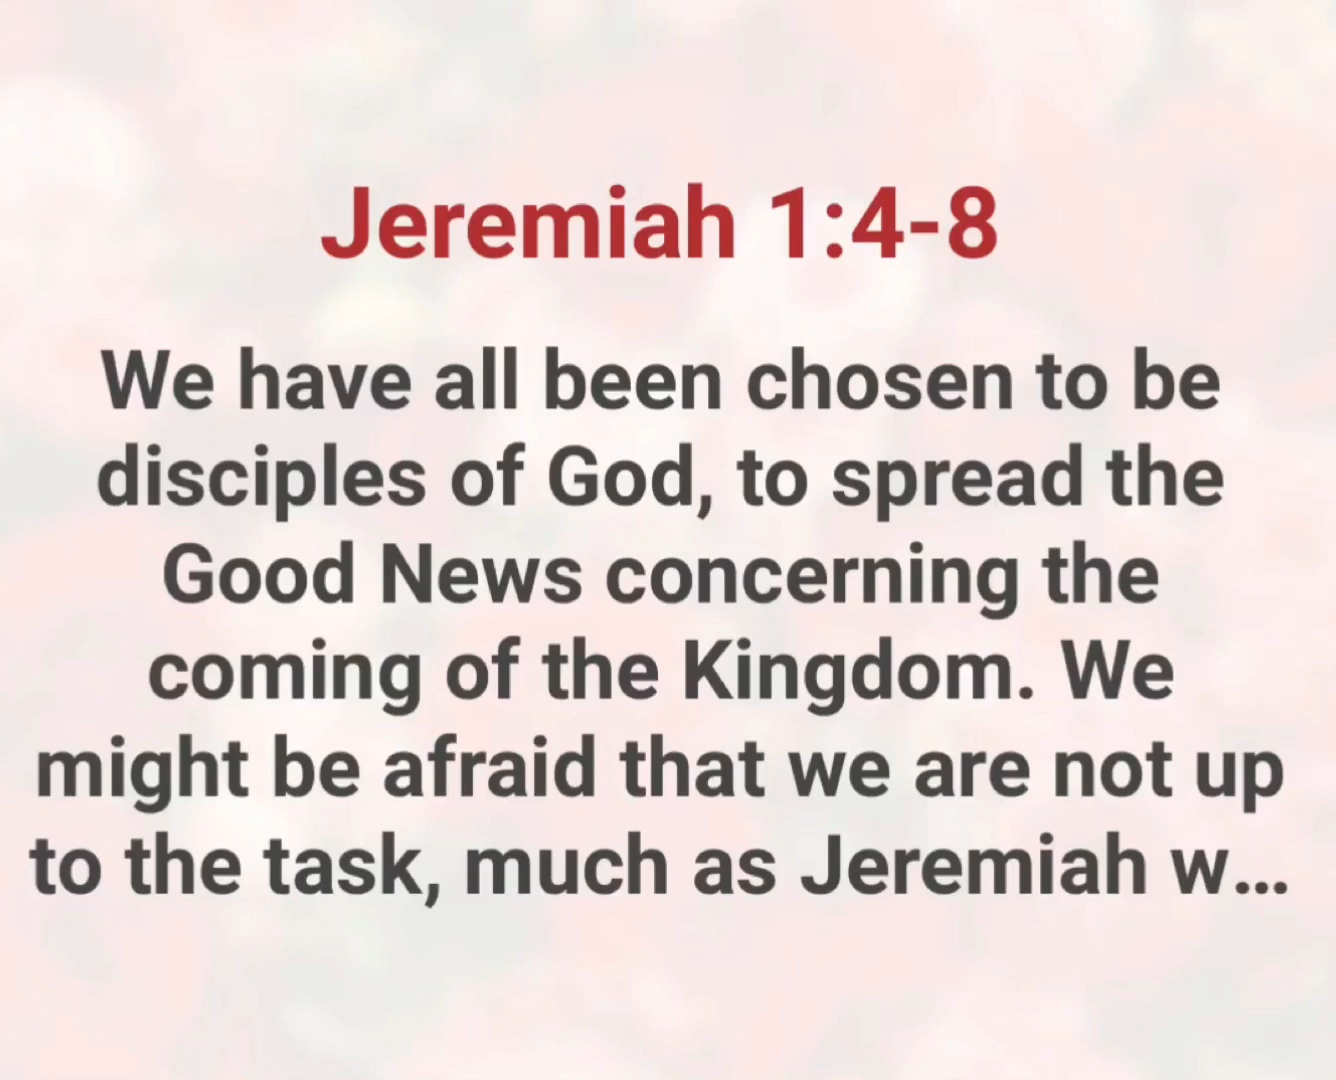 Jeremiah 1:4-8
We have all been chosen to be
disciples of God, to spread the
Good News concerning the
coming of the Kingdom. We
might be afraid that we are not up
to the task, much as Jeremiah w...